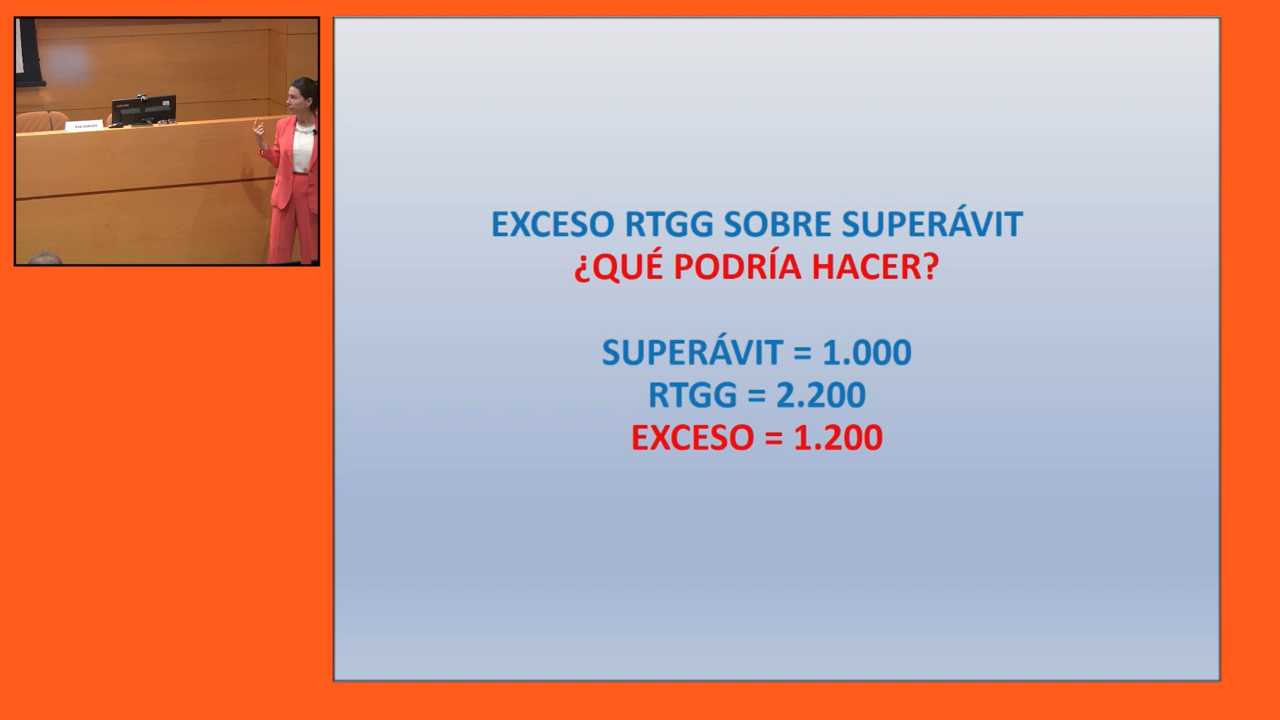 EXCESO RTGG SOBRE SUPERÁVIT
¿QUÉ PODRÍA HACER?
SUPERÁVIT = 1.000
RTGG = 2.200
EXCESO = 1.200